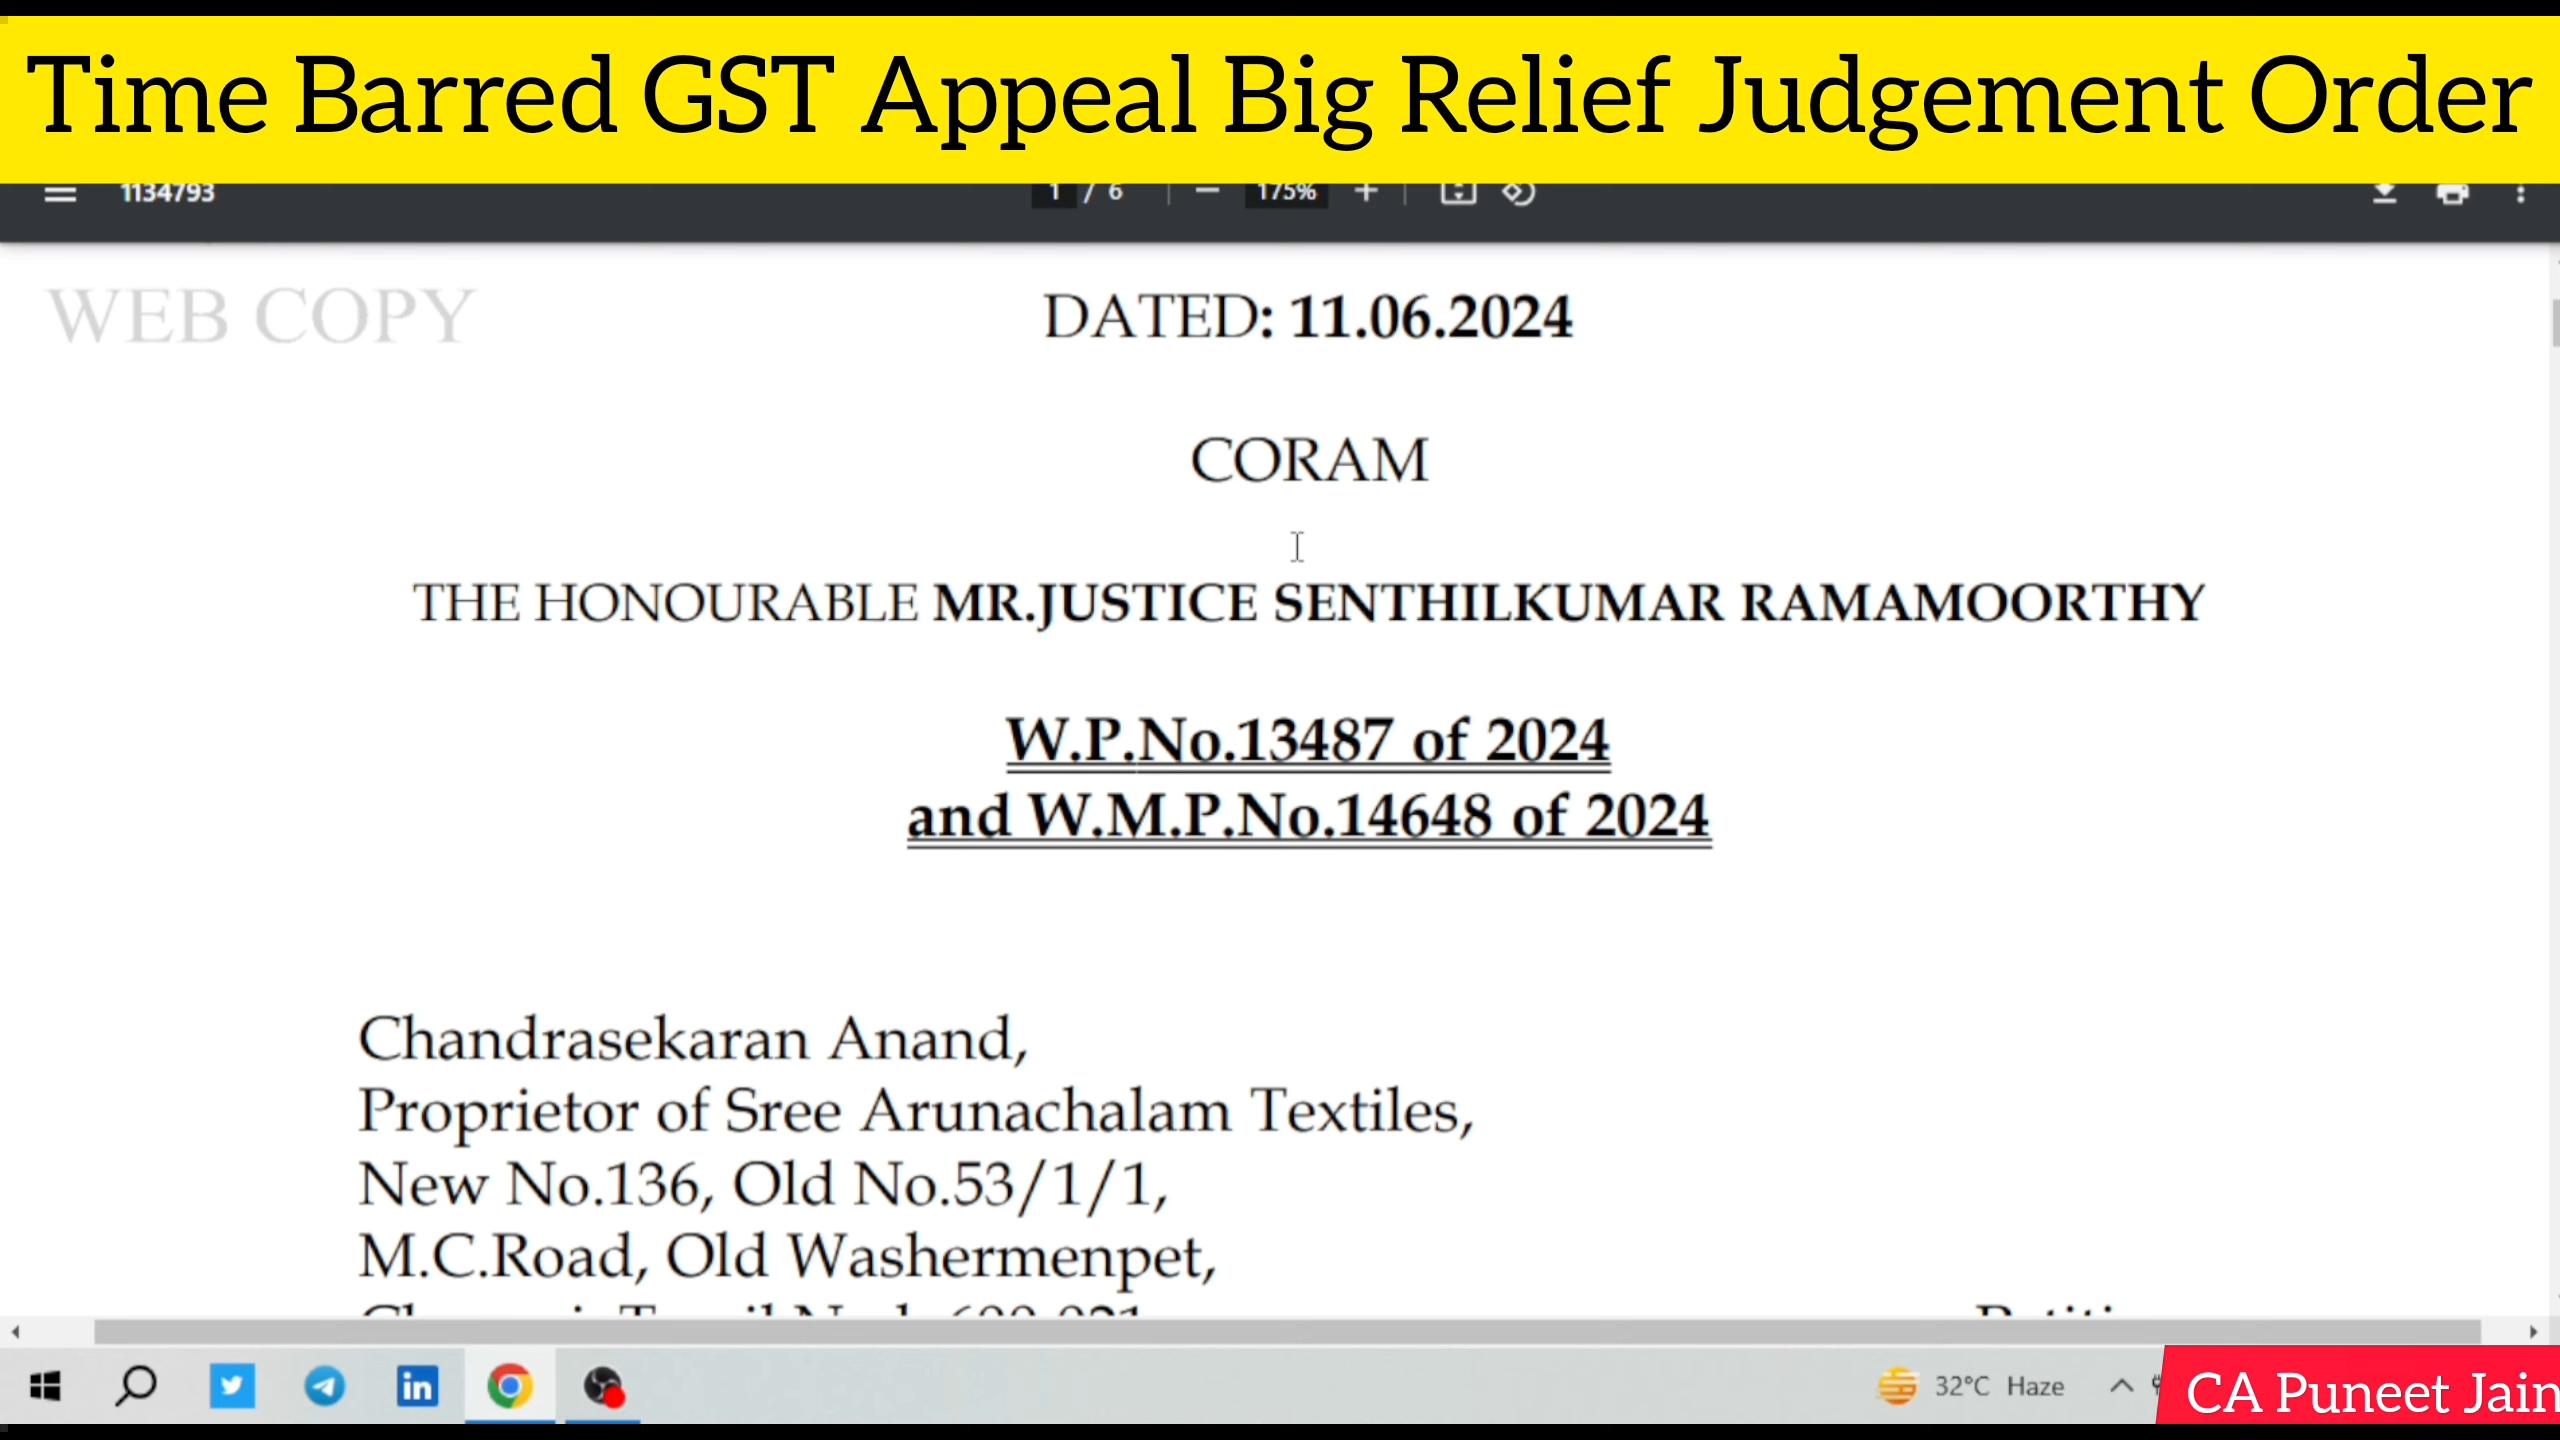 Time Barred GST Appeal Big Relief Judgement Order
1134793
1 / 6
175%
WEB COPY
DATED: 11.06.2024
CORAM
THE HONOURABLE MR.JUSTICE SENTHILKUMAR RAMAMOORTHY
W.P.No.13487 of 2024
and W.M.P.No.14648 of 2024
Chandrasekaran Anand,
Proprietor of Sree Arunachalam Textiles,
New No.136, Old No.53/1/1,
M.C.Road, Old Washermenpet,
32°C Haze
CA Puneet Jain